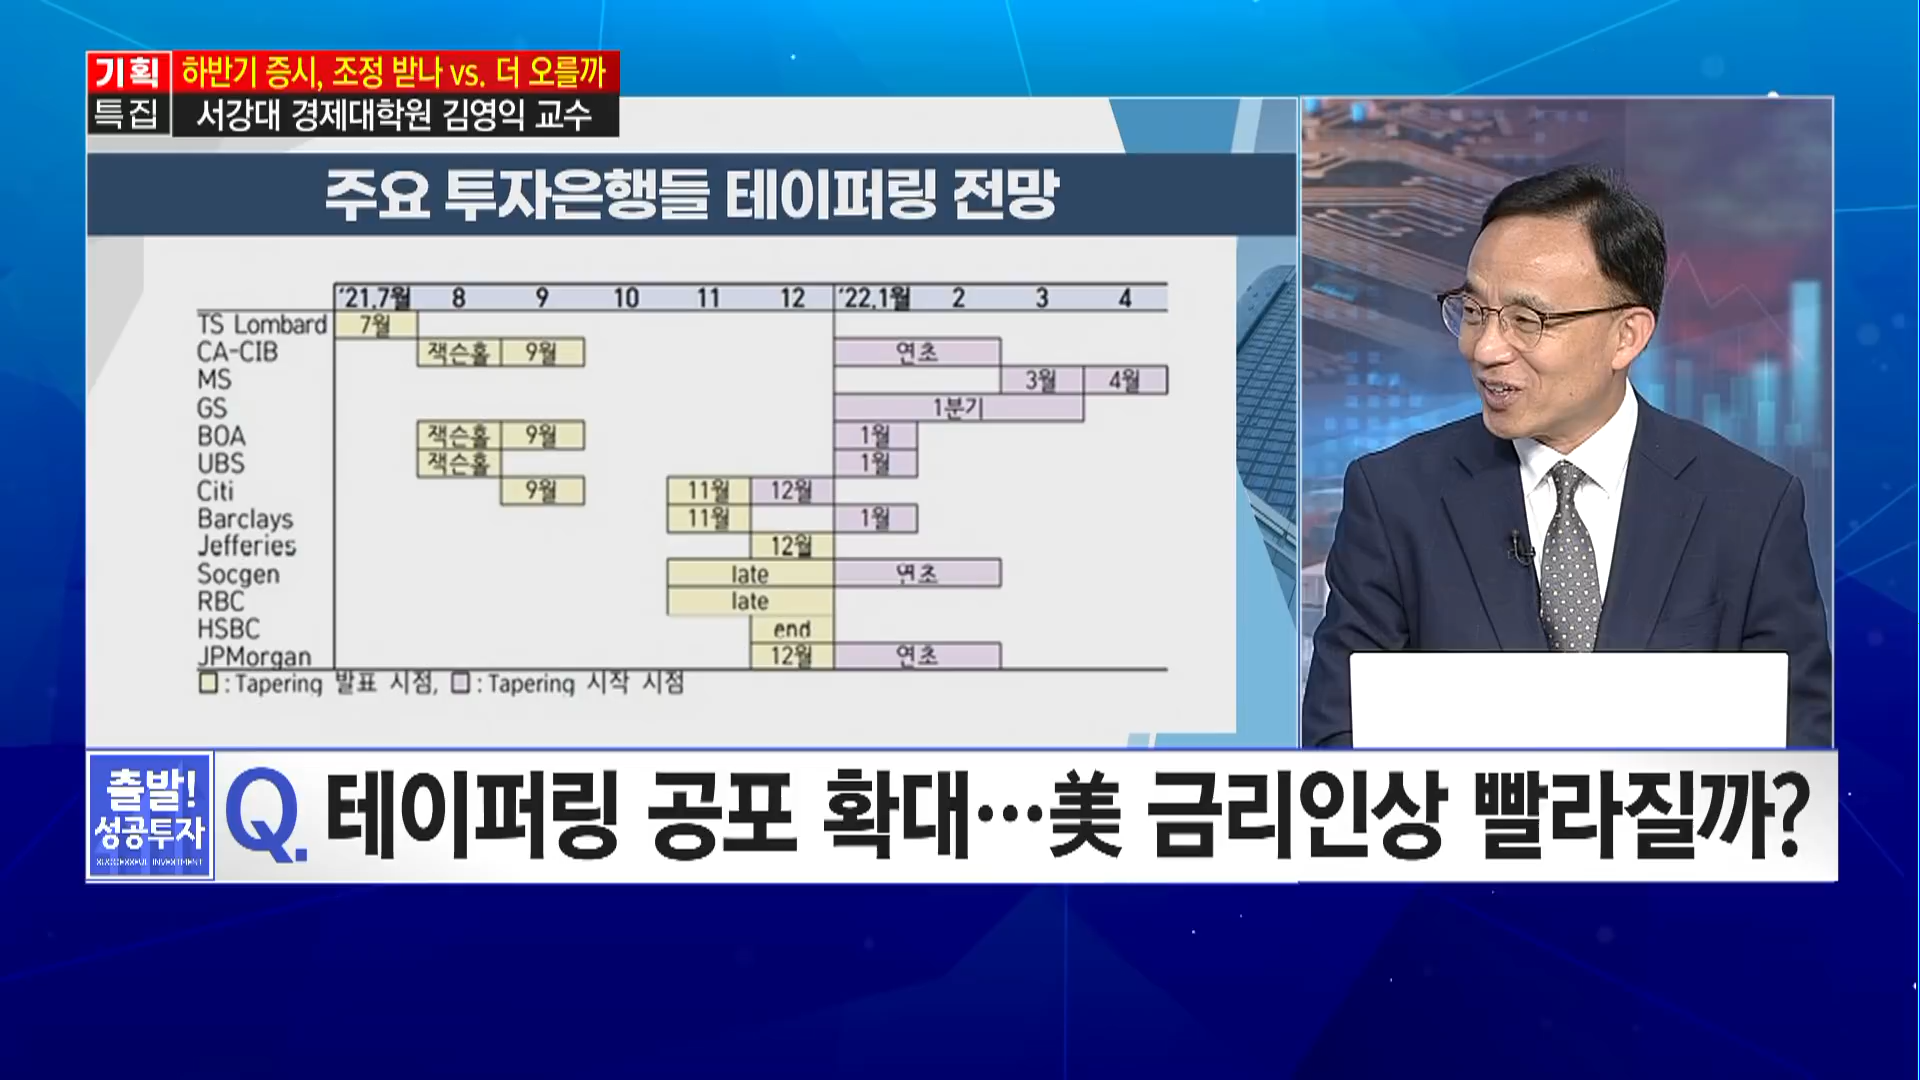 기획 하반기 증시, 조정 받나 vs. 더 오를까
특집 서강대 경제대학원 김영익 교수
주요 투자은행들 테이퍼링 전망
'21.7월 8 9 10 11 12 '22.1월 2 3 4
TS Lombard 7월
CA-CIB 잭슨홀 9월 연초
MS 3월 4월
GS 1분기
BOA 잭슨홀 9월 1월
UBS 잭슨홀 1월
Citi 9월 11월 12월
Barclays 11월 1월
Jefferies 12월
Socgen late 연초
RBC late
HSBC end
JPMorgan 12월 연초
: Tapering 발표 시점, : Tapering 시작 시점
출발!
성공투자
SUCCESSFUL INVESTMENT
Q. 테이퍼링 공포 확대…美 금리인상 빨라질까?